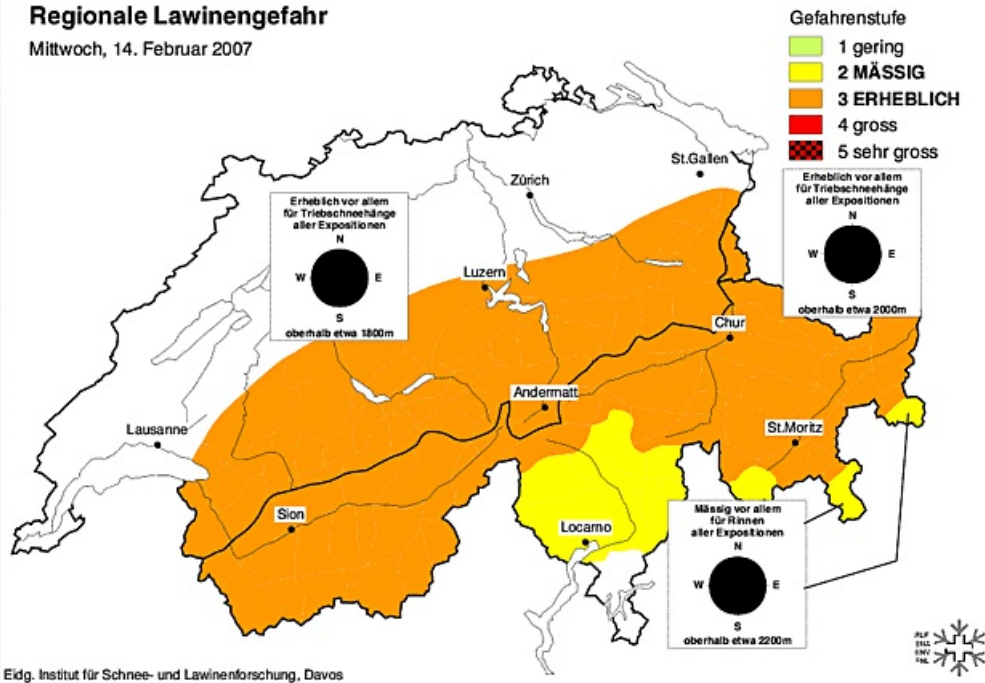 Regionale Lawinengefahr
Mittwoch, 14. Februar 2007
Gefahrenstufe
1 gering
2 MÄSSIG
3 ERHEBLICH
4 gross
5 sehr gross
Erheblich vor allem
für Triebschneehänge
aller Expositionen
N
W E
S
oberhalb etwa 2000m
Erheblich vor allem
für Triebschneehänge
aller Expositionen
N
W E
S
oberhalb etwa 1800m
St.Gallen
Zürich
Luzern
Chur
Andermatt
Lausanne
St.Moritz
Sion
Locarno
Mässig vor allem
für Rinnen
aller Expositionen
N
W E
S
oberhalb etwa 2200m
SLF
Eidg. Institut für Schnee- und Lawinenforschung, Davos